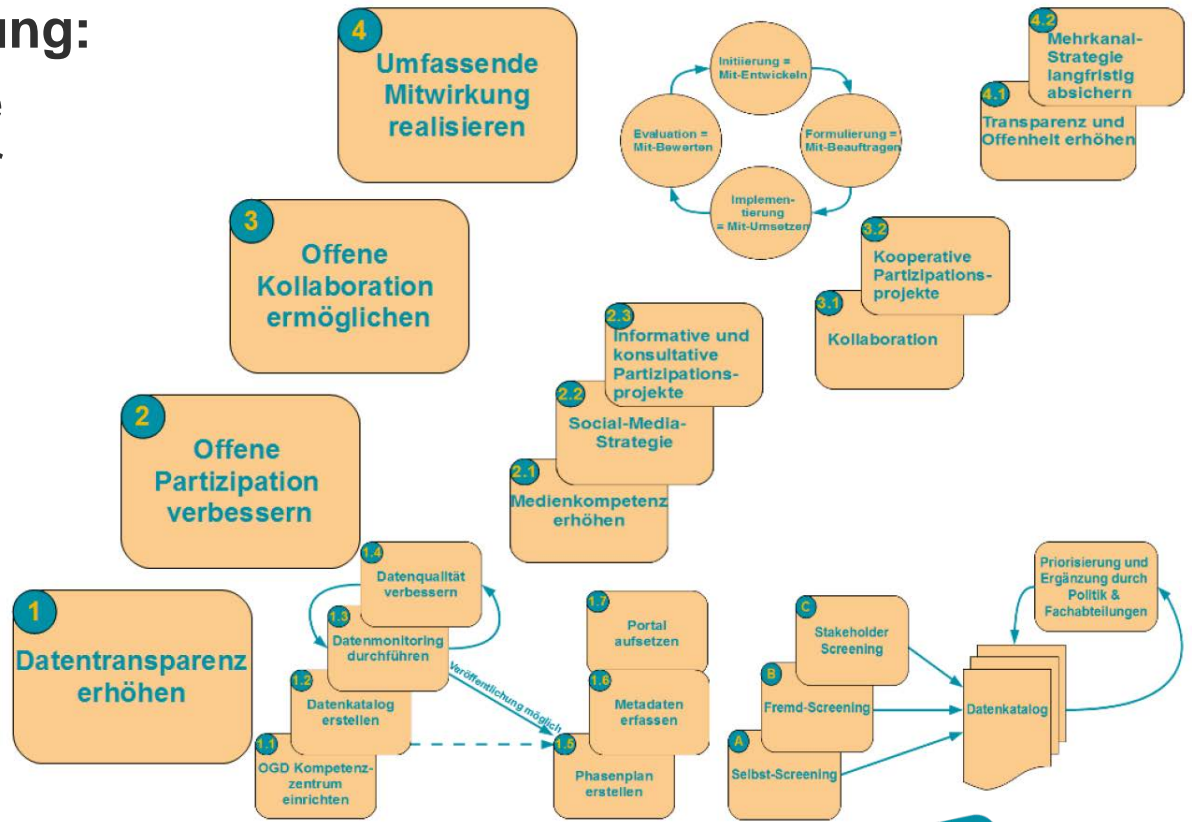 ung:
4
Umfassende
Mitwirkung
realisieren
Initiierung =
Mit-Entwickeln
Evaluation =
Mit-Bewerten
Formulierung =
Mit-Beauftragen
Implemen-
tierung
= Mit-Umsetzen
4.2
Mehrkanal-
Strategie
langfristig
absichern
4.1
Transparenz und
Offenheit erhöhen
3
Offene
Kollaboration
ermöglichen
3.2
Kooperative
Partizipations-
projekte
3.1
Kollaboration
2
Offene
Partizipation
verbessern
2.3
Informative und
konsultative
Partizipations-
projekte
2.2
Social-Media-
Strategie
2.1
Medienkompetenz
erhöhen
1
Datentransparenz
erhöhen
1.4
Datenqualität
verbessern
1.3
Datenmonitoring
durchführen
1.2
Datenkatalog
erstellen
1.1
OGD Kompetenz-
zentrum
einrichten
Veröffentlichung möglich
1.7
Portal
aufsetzen
1.6
Metadaten
erfassen
1.5
Phasenplan
erstellen
C
Stakeholder
Screening
B
Fremd-Screening
A
Selbst-Screening
Datenkatalog
Priorisierung und
Ergänzung durch
Politik &
Fachabteilungen